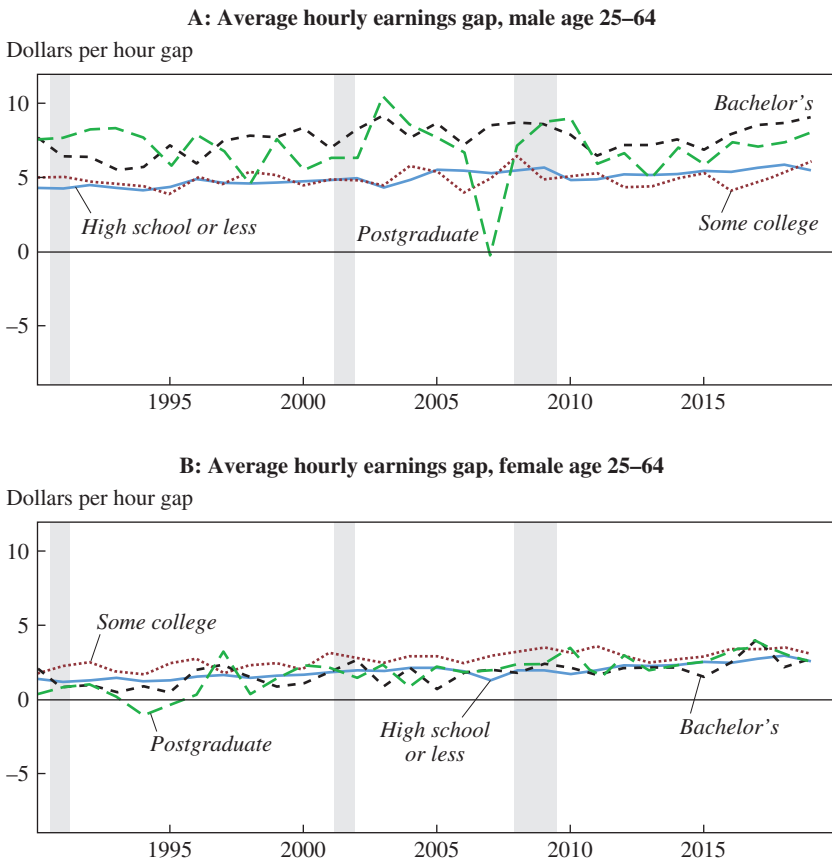 A: Average hourly earnings gap, male age 25–64
Dollars per hour gap
10
Bachelor's
5
High school or less
Postgraduate
Some college
0
–5
1995 2000 2005 2010 2015
B: Average hourly earnings gap, female age 25–64
Dollars per hour gap
10
Some college
5
0
Postgraduate
High school
or less
Bachelor's
–5
1995 2000 2005 2010 2015